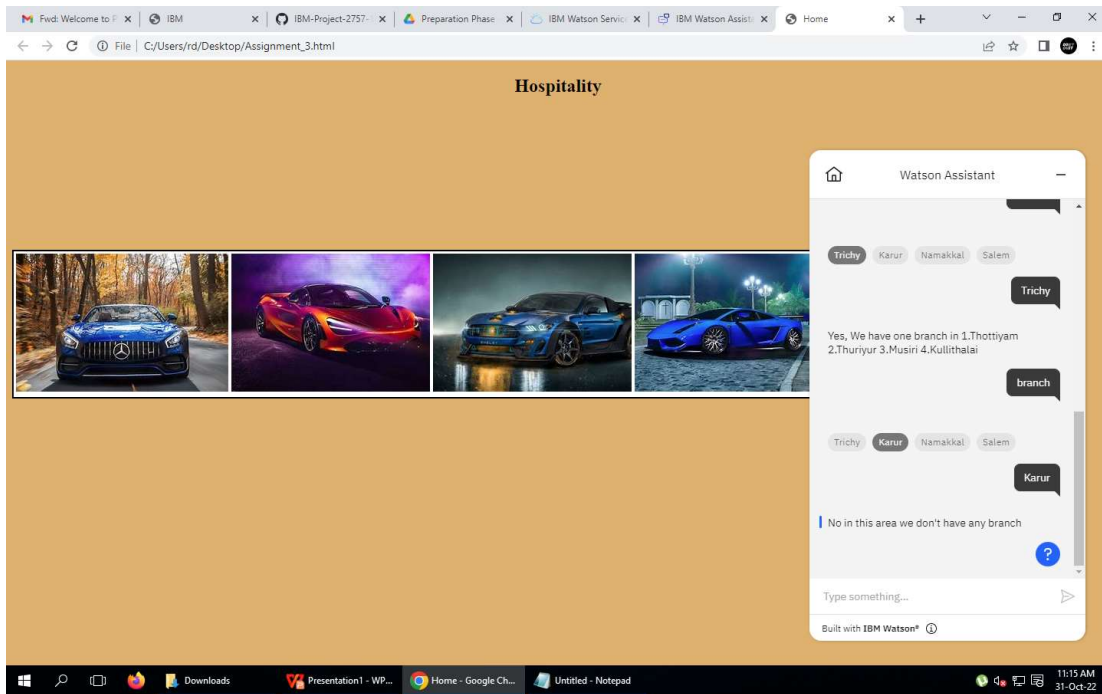 Fwd: Welcome to P
IBM
IBM-Project-2757-
Preparation Phase -
IBM Watson Servic
IBM Watson Assista
Home
File | C:/Users/rd/Desktop/Assignment_3.html
Hospitality
Watson Assistant
Trichy Karur Namakkal Salem
Trichy
Yes, We have one branch in 1.Thottiyam
2.Thuriyur 3.Musiri 4.Kullithalai
branch
Trichy Karur Namakkal Salem
Karur
No in this area we don't have any branch
?
Type something...
Built with IBM Watson®
Downloads
Presentation1 - WP...
Home - Google Ch...
Untitled - Notepad
11:15 AM
31-Oct-22